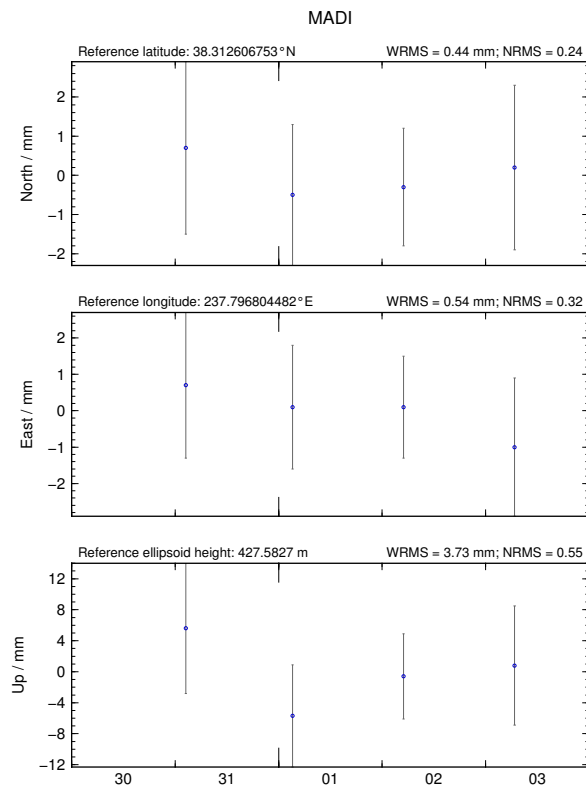 MADI
Reference latitude: 38.312606753°N WRMS = 0.44 mm; NRMS = 0.24
North / mm
2
1
0
−1
−2
Reference longitude: 237.796804482°E WRMS = 0.54 mm; NRMS = 0.32
East / mm
2
1
0
−1
−2
Reference ellipsoid height: 427.5827 m WRMS = 3.73 mm; NRMS = 0.55
Up / mm
12
8
4
0
−4
−8
−12
30 31 01 02 03